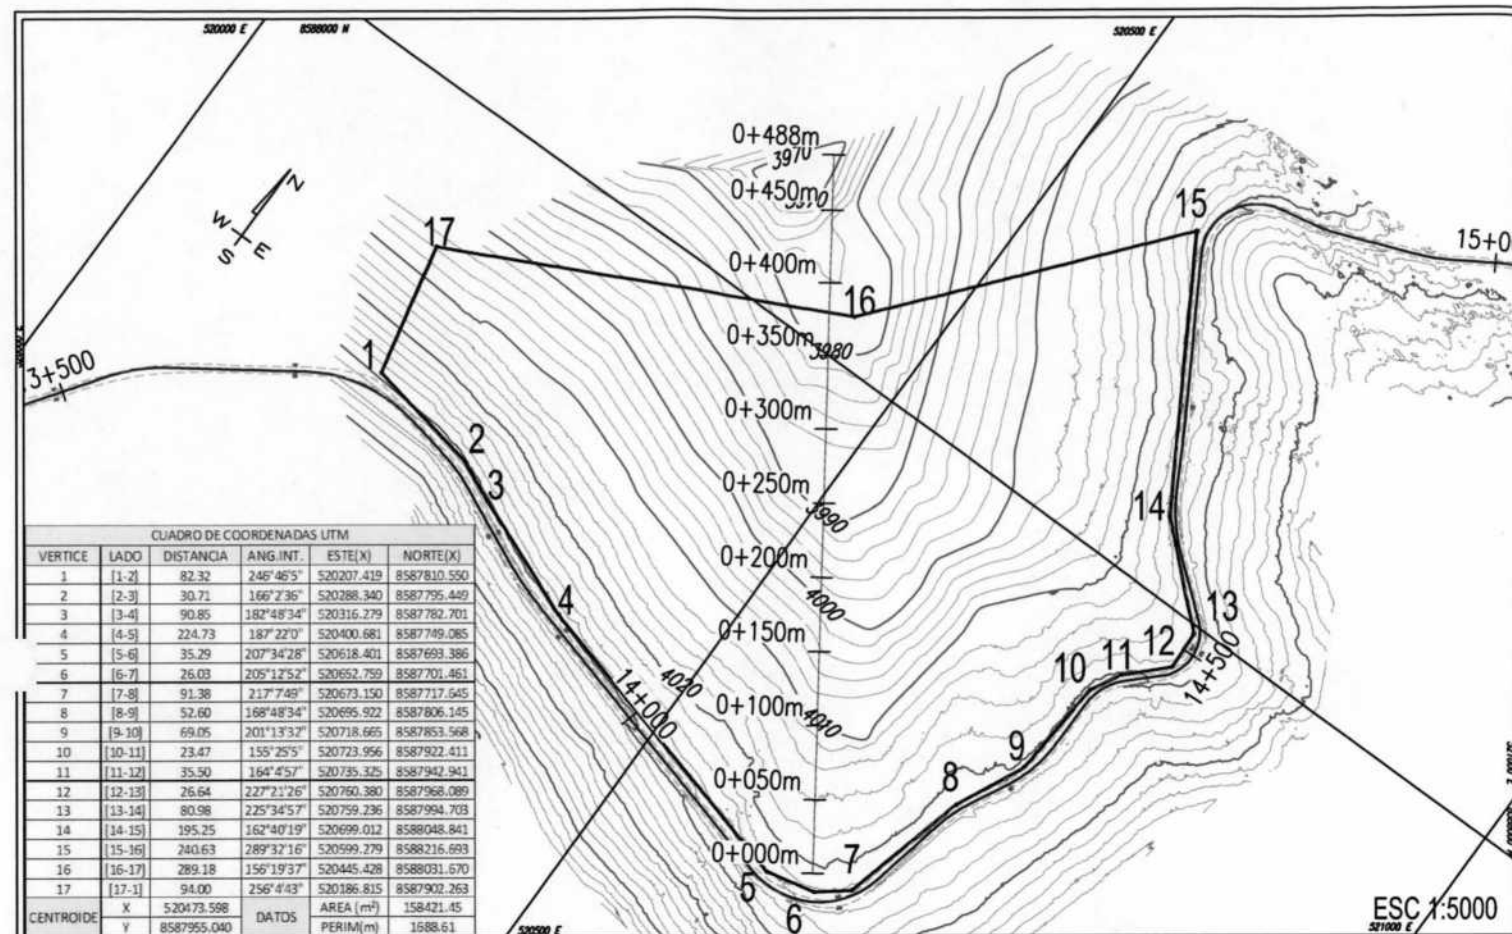 520000 E
8588000 N
520500 E
0+488m
3970
0+450m
N
W
E
S
17
15
15+0
0+400m
16
0+350m
3980
1
3+500
0+300m
2
3
0+250m
3990
14
0+200m
4000
4
0+150m
13
12
11
10
14+500
4020
14+000
0+100m
4010
9
8
0+050m
0+000m
7
5
6
ESC 1:5000
520500 E
521000 E
CUADRO DE COORDENADAS UTM
VERTICE LADO DISTANCIA ANG.INT. ESTE(X) NORTE(X)
1 [1-2] 82.32 246°46'5" 520207.419 8587810.550
2 [2-3] 30.71 166°2'36" 520288.340 8587795.449
3 [3-4] 90.85 182°48'34" 520316.279 8587782.701
4 [4-5] 224.73 187°22'0" 520400.681 8587749.085
5 [5-6] 35.29 207°34'28" 520618.401 8587693.386
6 [6-7] 26.03 205°12'52" 520652.759 8587701.461
7 [7-8] 91.38 217°7'49" 520673.150 8587717.645
8 [8-9] 52.60 168°48'34" 520695.922 8587806.145
9 [9-10] 69.05 201°13'32" 520718.665 8587853.568
10 [10-11] 23.47 155°25'5" 520723.956 8587922.411
11 [11-12] 35.50 164°4'57" 520735.325 8587942.941
12 [12-13] 26.64 227°21'26" 520760.380 8587968.089
13 [13-14] 80.98 225°34'57" 520759.236 8587994.703
14 [14-15] 195.25 162°40'19" 520699.012 8588048.841
15 [15-16] 240.63 289°32'16" 520599.279 8588216.693
16 [16-17] 289.18 156°19'37" 520445.428 8588031.670
17 [17-1] 94.00 256°4'43" 520186.815 8587902.263
CENTROIDE X 520473.598 DATOS AREA (m²) 158421.45
Y 8587955.040 PERIM(m) 1688.61